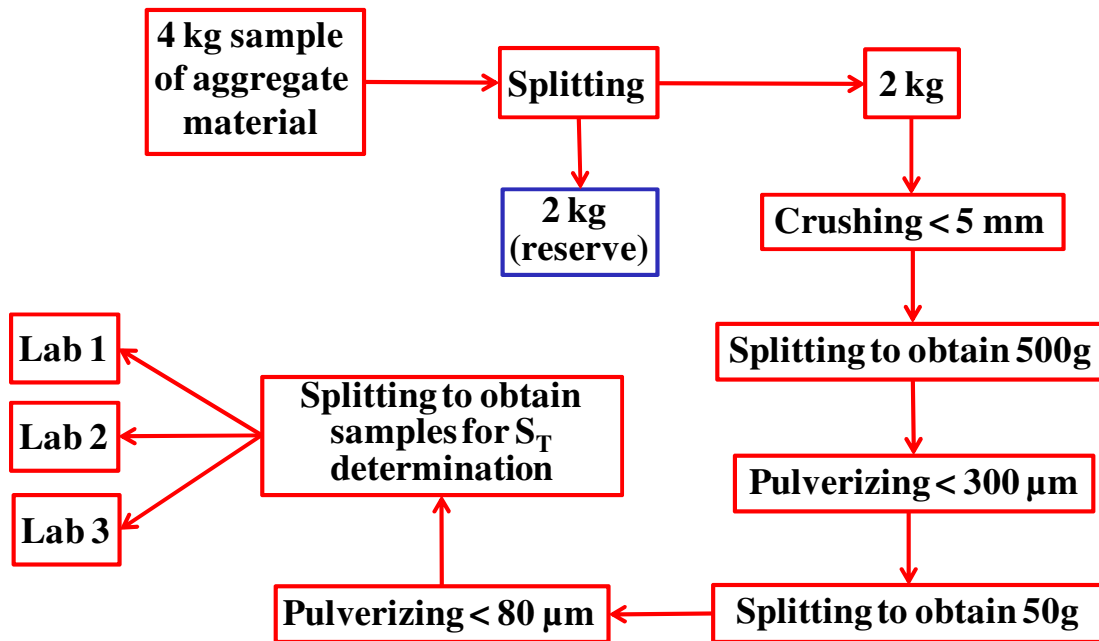 4 kg sample
of aggregate
material
Splitting
2 kg
2 kg
(reserve)
Crushing < 5 mm
Splitting to obtain 500g
Pulverizing < 300 µm
Splitting to obtain 50g
Pulverizing < 80 µm
Splitting to obtain
samples for S_T
determination
Lab 1
Lab 2
Lab 3